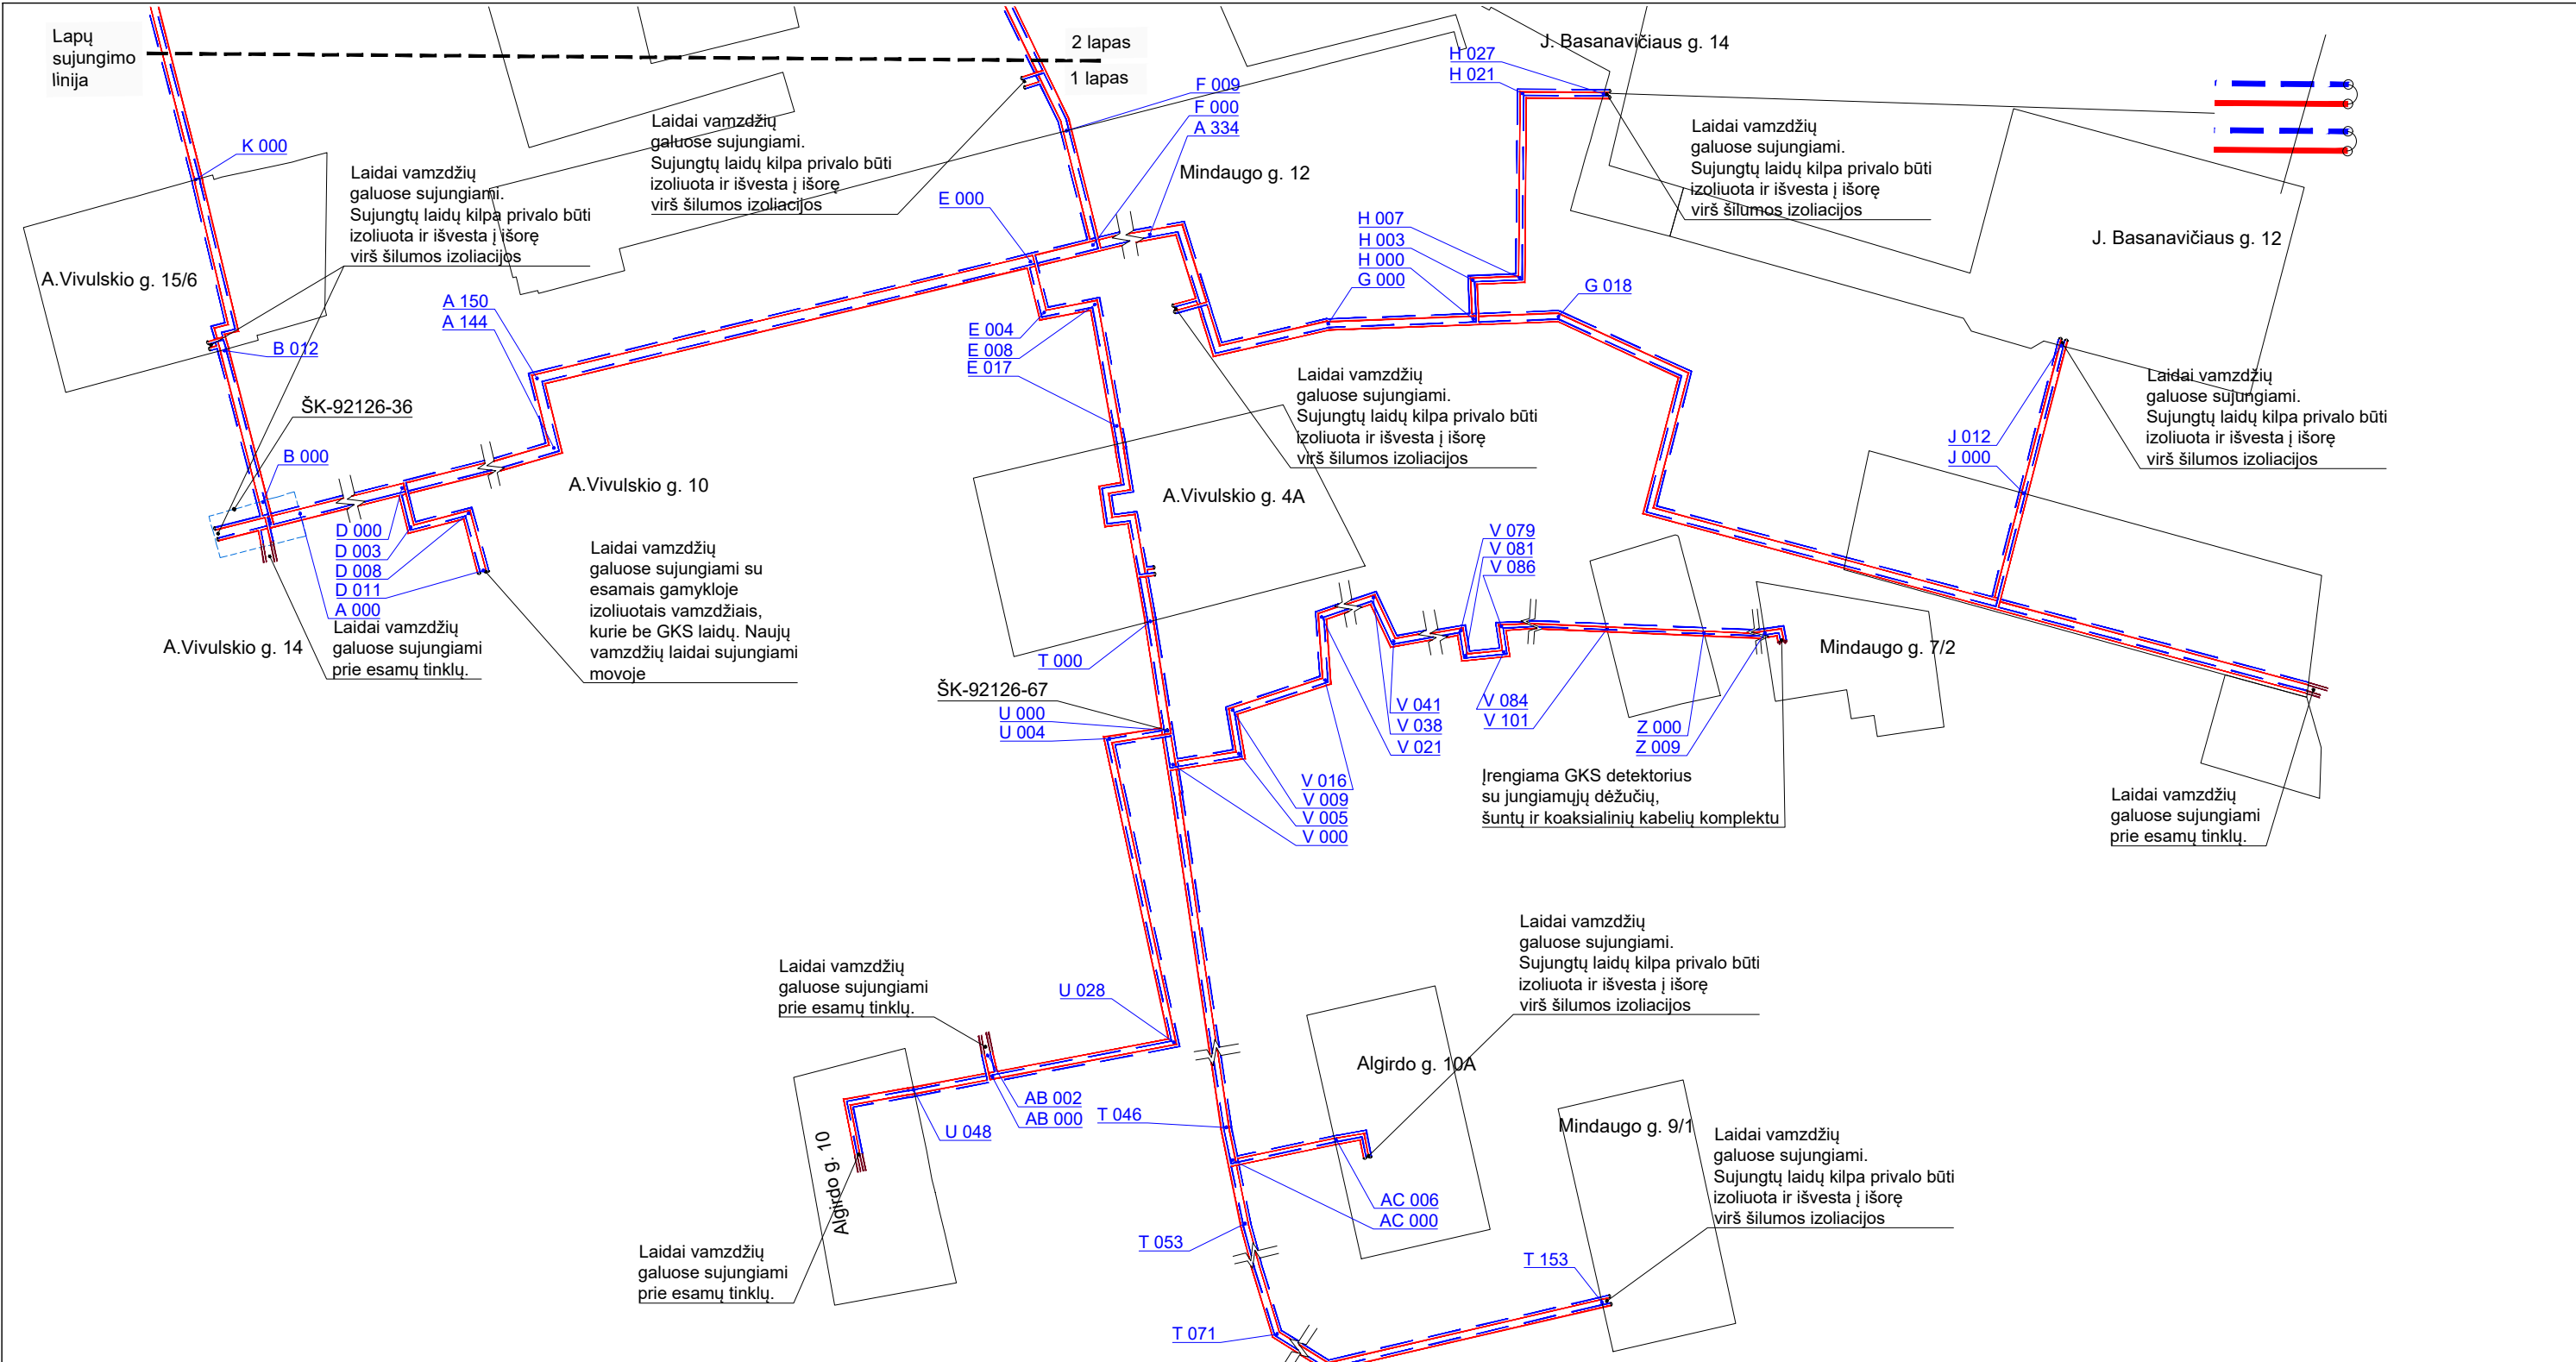 Lapų
sujungimo
linija
2 lapas
1 lapas
K 000
A.Vivulskio g. 15/6
Laidai vamzdžių
galuose sujungiami.
Sujungtų laidų kilpa privalo būti
izoliuota ir išvesta į išorę
virš šilumos izoliacijos
Laidai vamzdžių
galuose sujungiami.
Sujungtų laidų kilpa privalo būti
izoliuota ir išvesta į išorę
virš šilumos izoliacijos
F 009
F 000
A 334
Mindaugo g. 12
E 000
H 027
H 021
J. Basanavičiaus g. 14
Laidai vamzdžių
galuose sujungiami.
Sujungtų laidų kilpa privalo būti
izoliuota ir išvesta į išorę
virš šilumos izoliacijos
J. Basanavičiaus g. 12
H 007
H 003
H 000
G 000
G 018
A 150
A 144
B 012
ŠK-92126-36
B 000
E 004
E 008
E 017
Laidai vamzdžių
galuose sujungiami.
Sujungtų laidų kilpa privalo būti
izoliuota ir išvesta į išorę
virš šilumos izoliacijos
Laidai vamzdžių
galuose sujungiami.
Sujungtų laidų kilpa privalo būti
izoliuota ir išvesta į išorę
virš šilumos izoliacijos
J 012
J 000
A.Vivulskio g. 10
A.Vivulskio g. 4A
D 000
D 003
D 008
D 011
A 000
Laidai vamzdžių
galuose sujungiami
prie esamų tinklų.
A.Vivulskio g. 14
Laidai vamzdžių
galuose sujungiami su
esamais gamykloje
izoliuotais vamzdžiais,
kurie be GKS laidų. Naujų
vamzdžių laidai sujungiami
movoje
V 079
V 081
V 086
T 000
ŠK-92126-67
U 000
U 004
V 041
V 038
V 021
V 084
V 101
Z 000
Z 009
Mindaugo g. 7/2
V 016
V 009
V 005
V 000
Įrengiama GKS detektorius
su jungiamųjų dėžučių,
šuntų ir koaksialinių kabelių komplektu
Laidai vamzdžių
galuose sujungiami
prie esamų tinklų.
Laidai vamzdžių
galuose sujungiami
prie esamų tinklų.
U 028
Laidai vamzdžių
galuose sujungiami.
Sujungtų laidų kilpa privalo būti
izoliuota ir išvesta į išorę
virš šilumos izoliacijos
Algirdo g. 10A
AB 002
AB 000
U 048
T 046
Algirdo g. 10
Mindaugo g. 9/1
Laidai vamzdžių
galuose sujungiami.
Sujungtų laidų kilpa privalo būti
izoliuota ir išvesta į išorę
virš šilumos izoliacijos
AC 006
AC 000
T 053
Laidai vamzdžių
galuose sujungiami
prie esamų tinklų.
T 153
T 071